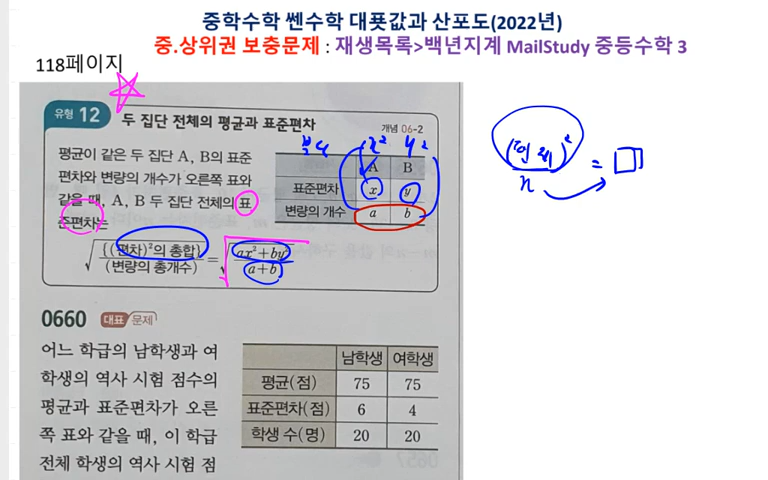 중학수학 쎈수학 대푯값과 산포도(2022년)
중.상위권 보충문제 : 재생목록>백년지계 MailStudy 중등수학 3
118페이지
유형 12 두 집단 전체의 평균과 표준편차 개념 06-2
평균이 같은 두 집단 A, B의 표준
편차와 변량의 개수가 오른쪽 표와
같을 때, A, B 두 집단 전체의 표
준편차는
x² y²
A B
표준편차 x y
변량의 개수 a b
√{(편차)²의 총합}/(변량의 총개수) = √(ax²+by²)/(a+b)
n = □
0660 대표 문제
어느 학급의 남학생과 여
학생의 역사 시험 점수의
평균과 표준편차가 오른
쪽 표와 같을 때, 이 학급
전체 학생의 역사 시험 점
남학생 여학생
평균(점) 75 75
표준편차(점) 6 4
학생 수(명) 20 20